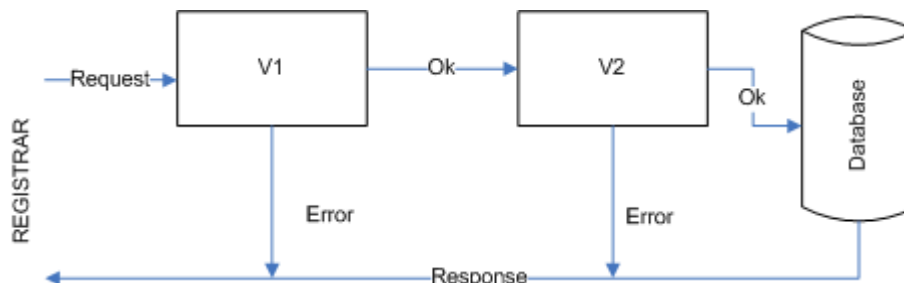 V1
V2
Request
Ok
Ok
Database
REGISTRAR
Error
Error
Response